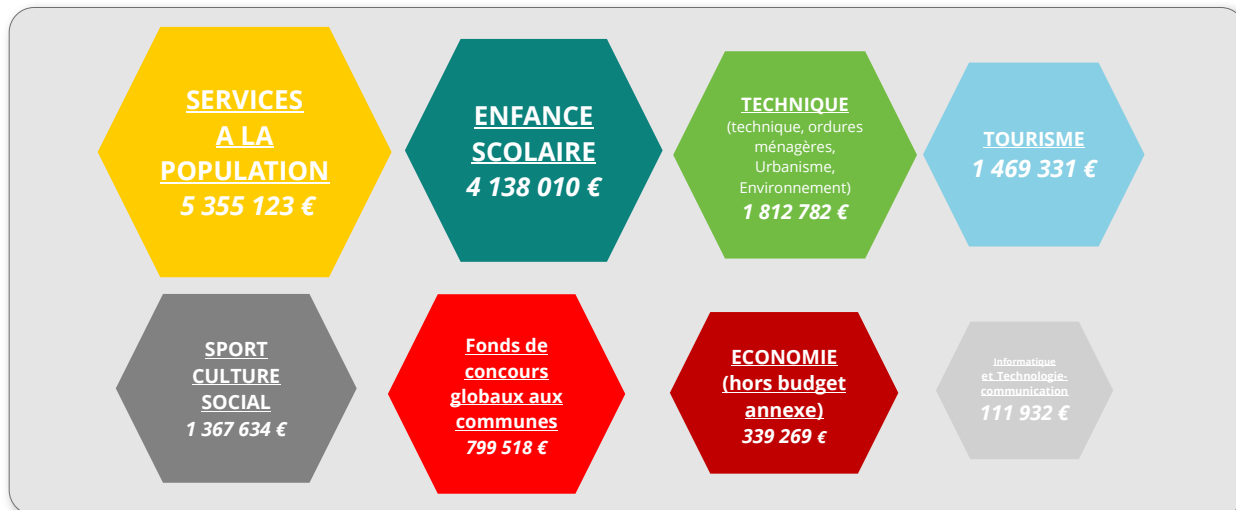 SERVICES
A LA
POPULATION
5 355 123 €
ENFANCE
SCOLAIRE
4 138 010 €
TECHNIQUE
(technique, ordures
ménagères,
Urbanisme,
Environnement)
1 812 782 €
TOURISME
1 469 331 €
SPORT
CULTURE
SOCIAL
1 367 634 €
Fonds de
concours
globaux aux
communes
799 518 €
ECONOMIE
(hors budget
annexe)
339 269 €
Informatique
et Technologie-
communication
111 932 €